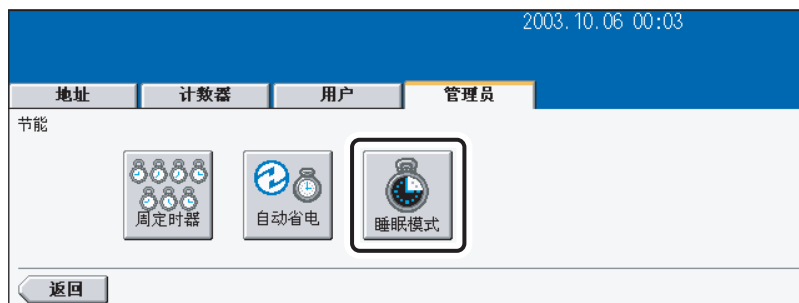 2003.10.06 00:03
地址 计数器 用户 管理员
节能
周定时器 自动省电 睡眠模式
返回